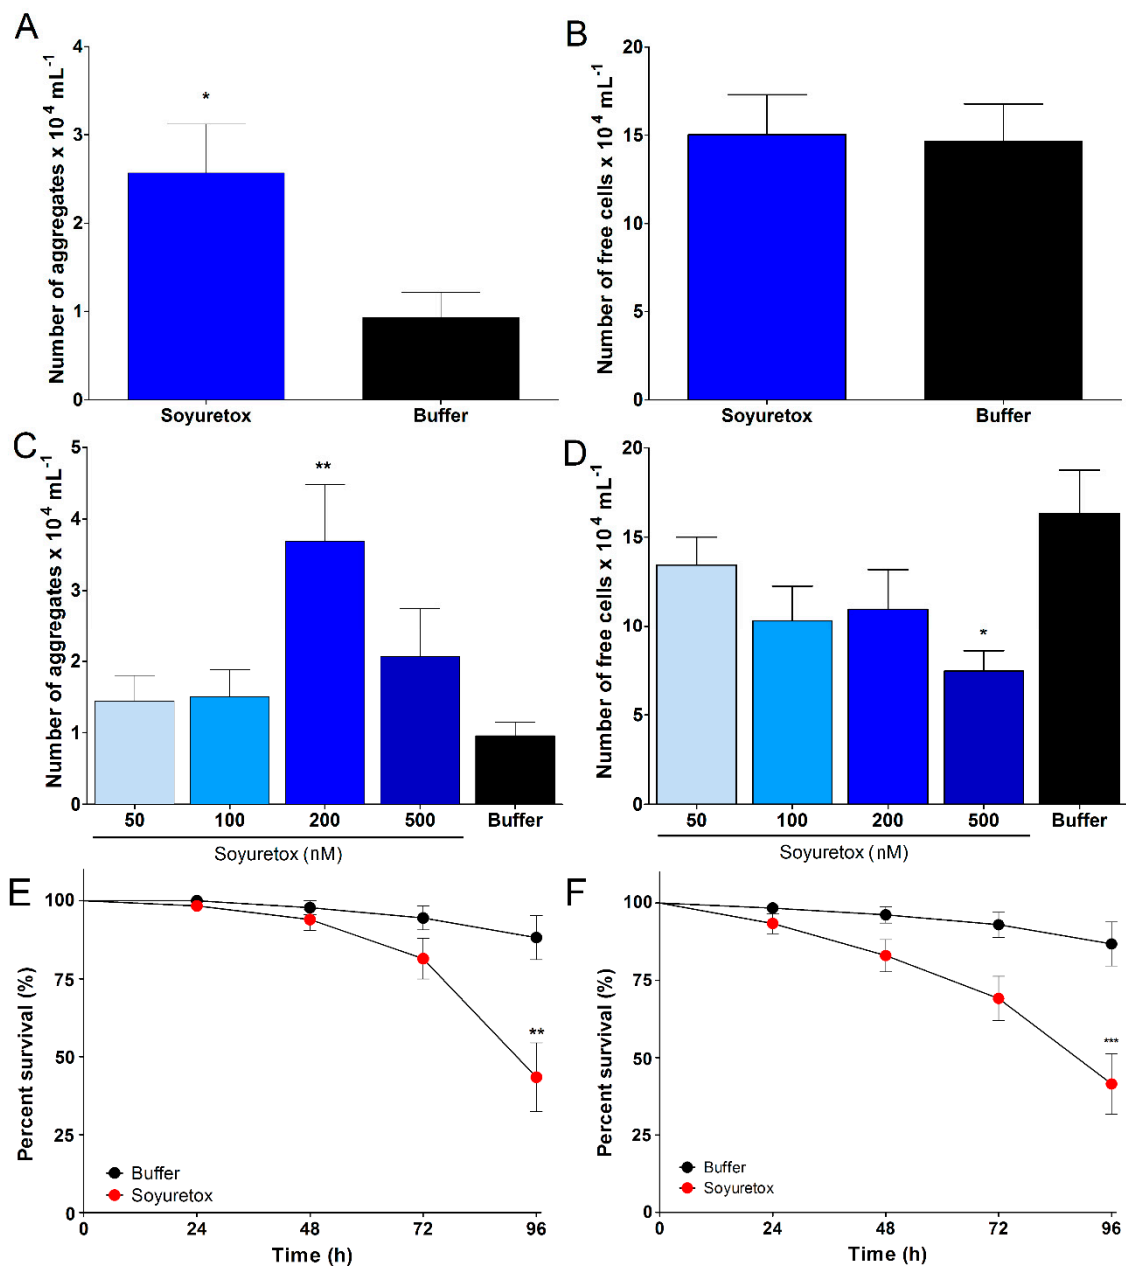 A
Number of aggregates x 10⁴ mL⁻¹
4
3
2
1
0
*
Soyuretox
Buffer
B
Number of free cells x 10⁴ mL⁻¹
20
15
10
5
0
Soyuretox
Buffer
C
Number of aggregates x 10⁴ mL⁻¹
5
4
3
2
1
0
**
50
100
200
500
Buffer
Soyuretox (nM)
D
Number of free cells x 10⁴ mL⁻¹
20
15
10
5
0
*
50
100
200
500
Buffer
Soyuretox (nM)
E
Percent survival (%)
100
75
50
25
0
**
Buffer
Soyuretox
0
24
48
72
96
Time (h)
F
Percent survival (%)
100
75
50
25
0
***
Buffer
Soyuretox
0
24
48
72
96
Time (h)